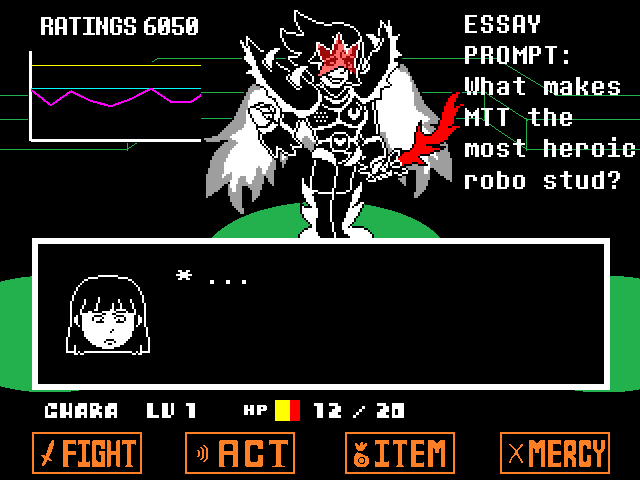 RATINGS 6050
ESSAY
PROMPT:
What makes
MTT the
most heroic
robo stud?
* ...
CHARA LV 1 HP 12 / 20
FIGHT ACT ITEM MERCY